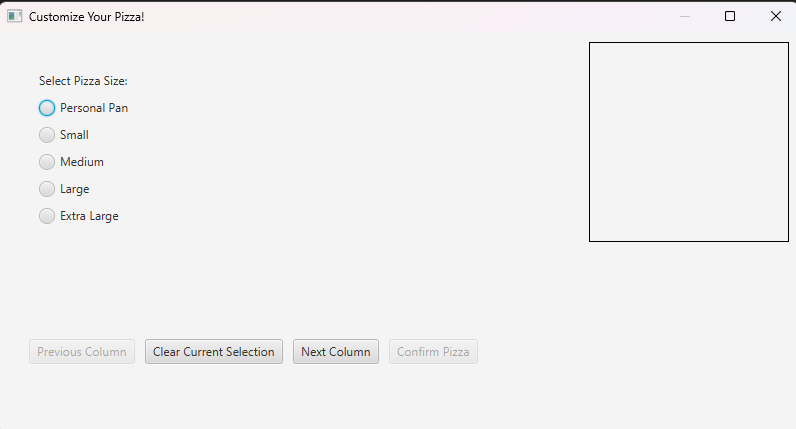 Customize Your Pizza!
Select Pizza Size:
Personal Pan
Small
Medium
Large
Extra Large
Previous Column Clear Current Selection Next Column Confirm Pizza